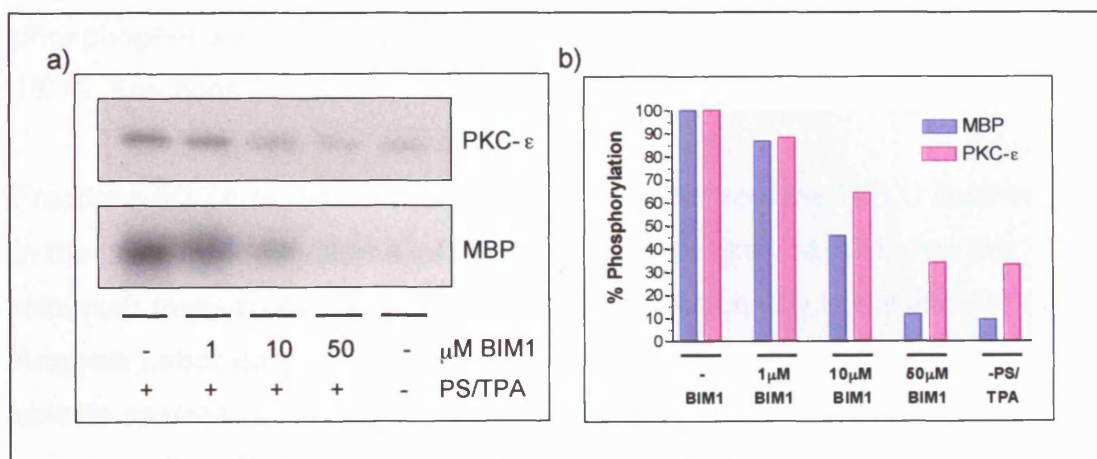 a)
PKC-ε
MBP
- 1 10 50 - μM BIM1
+ + + + - PS/TPA
b)
% Phosphorylation
100
90
80
70
60
50
40
30
20
10
0
MBP
PKC-ε
- 1μM 10μM 50μM -PS/
BIM1 BIM1 BIM1 BIM1 TPA